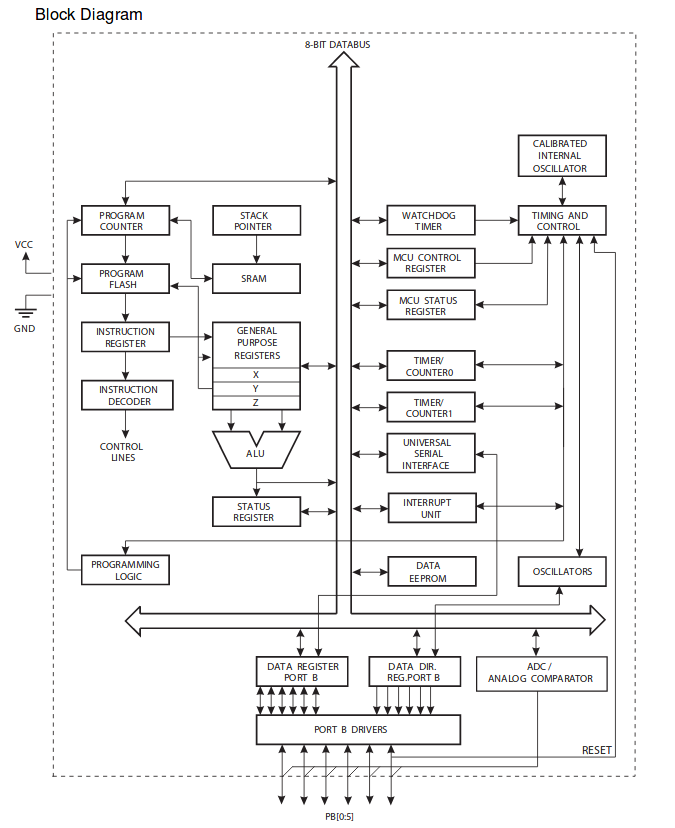 Block Diagram
8-BIT DATABUS
CALIBRATED
INTERNAL
OSCILLATOR
PROGRAM
COUNTER
STACK
POINTER
WATCHDOG
TIMER
TIMING AND
CONTROL
VCC
MCU CONTROL
REGISTER
PROGRAM
FLASH
SRAM
MCU STATUS
REGISTER
GND
INSTRUCTION
REGISTER
GENERAL
PURPOSE
REGISTERS
X
Y
Z
TIMER/
COUNTER0
INSTRUCTION
DECODER
TIMER/
COUNTER1
CONTROL
LINES
ALU
UNIVERSAL
SERIAL
INTERFACE
STATUS
REGISTER
INTERRUPT
UNIT
PROGRAMMING
LOGIC
DATA
EEPROM
OSCILLATORS
DATA REGISTER
PORT B
DATA DIR.
REG.PORT B
ADC /
ANALOG COMPARATOR
PORT B DRIVERS
RESET
PB[0:5]